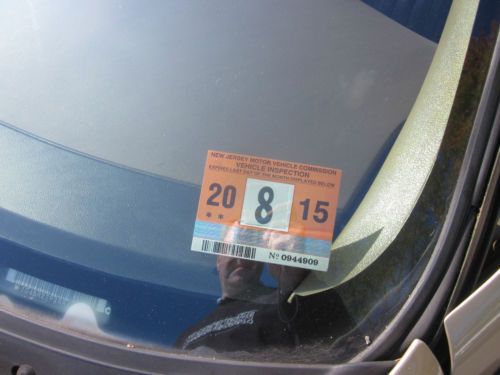 NEW JERSEY MOTOR VEHICLE COMMISSION
VEHICLE INSPECTION
EXPIRES LAST DAY OF THE MONTH DISPLAYED BELOW
20 8 15
**
Nº 0944909